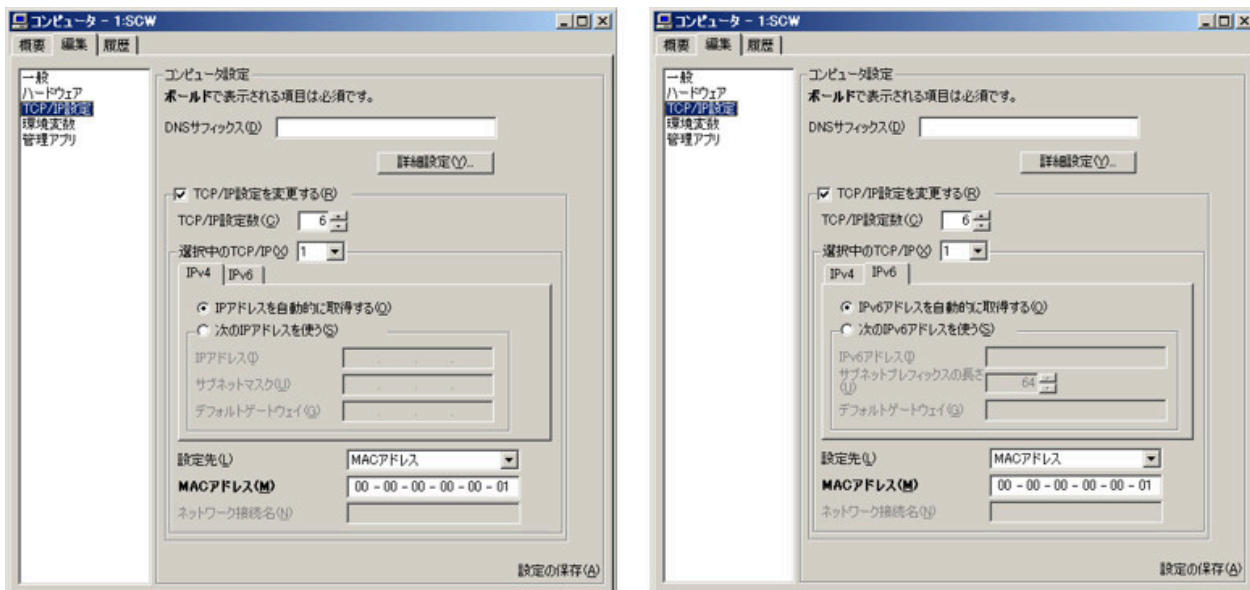 コンピュータ - 1:SCW
概要 編集 履歴
一般
ハードウェア
TCP/IP設定
環境変数
管理アプリ
コンピュータ設定
ボールドで表示される項目は必須です。
DNSサフィックス(D)
詳細設定(Y)...
TCP/IP設定を変更する(R)
TCP/IP設定数(C) 6
選択中のTCP/IP(X) 1
IPv4 IPv6
IPアドレスを自動的に取得する(O)
次のIPアドレスを使う(S)
IPアドレス(I)
サブネットマスク(U)
デフォルトゲートウェイ(G)
設定先(L) MACアドレス
MACアドレス(M) 00 - 00 - 00 - 00 - 00 - 01
ネットワーク接続名(N)
設定の保存(A)
コンピュータ - 1:SCW
概要 編集 履歴
一般
ハードウェア
TCP/IP設定
環境変数
管理アプリ
コンピュータ設定
ボールドで表示される項目は必須です。
DNSサフィックス(D)
詳細設定(Y)...
TCP/IP設定を変更する(R)
TCP/IP設定数(C) 6
選択中のTCP/IP(X) 1
IPv4 IPv6
IPv6アドレスを自動的に取得する(O)
次のIPv6アドレスを使う(S)
IPv6アドレス(I)
サブネットプレフィックスの長さ
(U) 64
デフォルトゲートウェイ(G)
設定先(L) MACアドレス
MACアドレス(M) 00 - 00 - 00 - 00 - 00 - 01
ネットワーク接続名(N)
設定の保存(A)